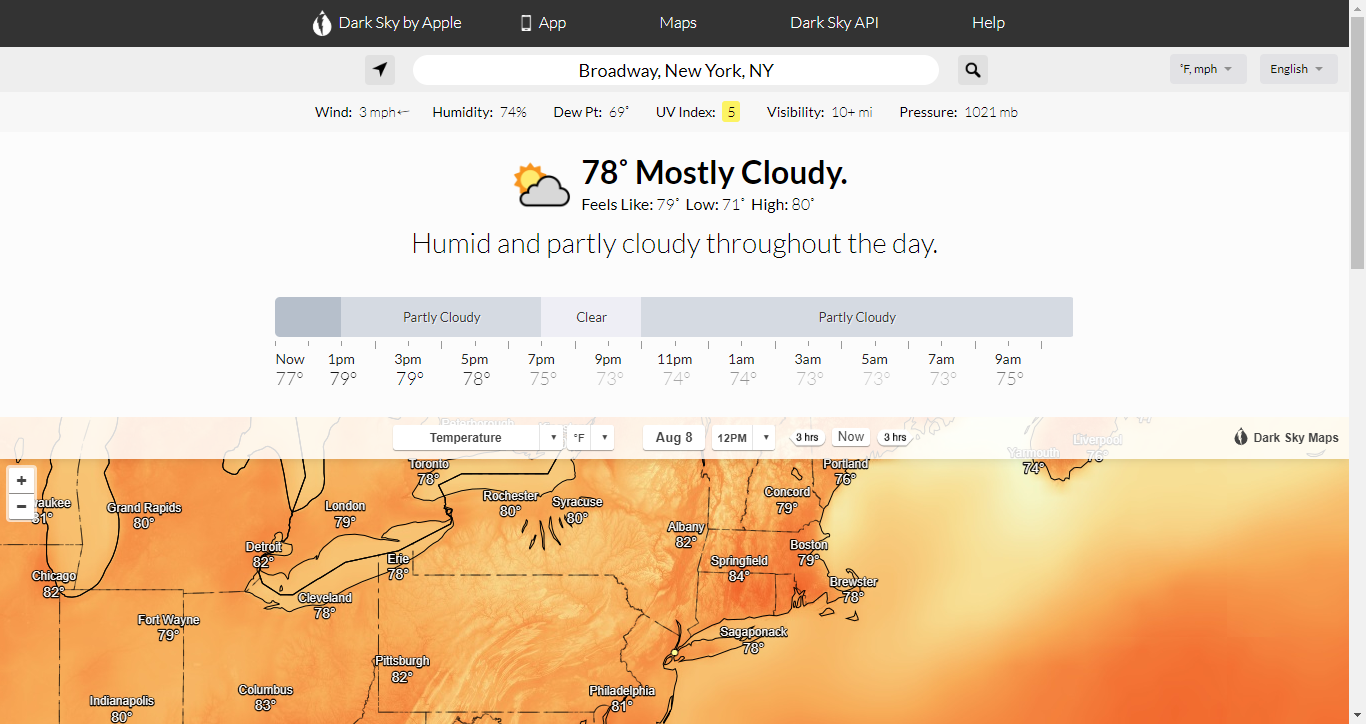 Dark Sky by Apple
App
Maps
Dark Sky API
Help
Broadway, New York, NY
˚F, mph
English
Wind: 3 mph
Humidity: 74%
Dew Pt: 69˚
UV Index: 5
Visibility: 10+ mi
Pressure: 1021 mb
78˚ Mostly Cloudy.
Feels Like: 79˚ Low: 71˚ High: 80˚
Humid and partly cloudy throughout the day.
Partly Cloudy
Clear
Partly Cloudy
Now 1pm 3pm 5pm 7pm 9pm 11pm 1am 3am 5am 7am 9am
77° 79° 79° 78° 75° 73° 74° 74° 73° 73° 73° 75°
Temperature
°F
Aug 8
12PM
3 hrs
Now
3 hrs
Dark Sky Maps
+
−
Liverpool
76°
Yarmouth
74°
Toronto
78°
Portland
76°
Rochester
80°
Syracuse
80°
Concord
79°
waukee
81°
Grand Rapids
80°
London
79°
Albany
82°
Boston
79°
Detroit
82°
Erie
78°
Springfield
84°
Chicago
82°
Brewster
78°
Cleveland
78°
Fort Wayne
79°
Sagaponack
78°
Pittsburgh
82°
Columbus
83°
Philadelphia
81°
Indianapolis
80°